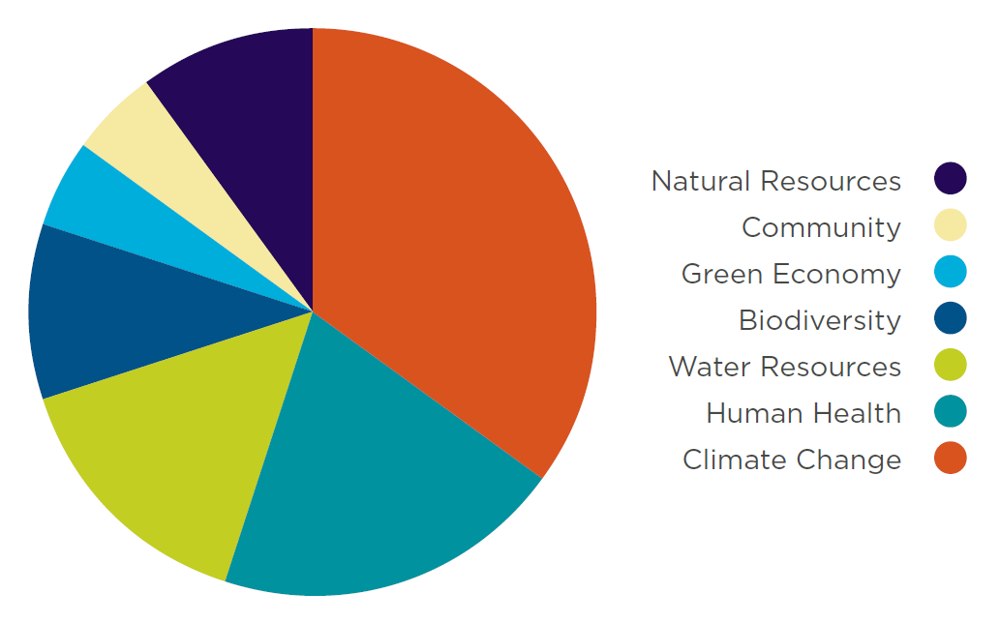 Natural Resources
Community
Green Economy
Biodiversity
Water Resources
Human Health
Climate Change